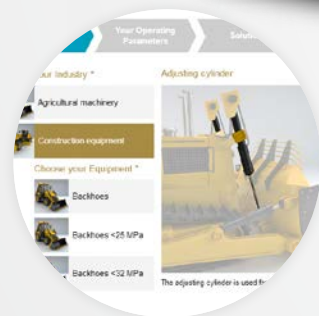 Your Operating
Parameters
Solut
our Industry *
Adjusting cylinder
Agricultural machinery
Construction equipment
Choose your Equipment *
Backhoes
Backhoes <25 MPa
Backhoes <32 MPa
The adjusting cylinder is used f